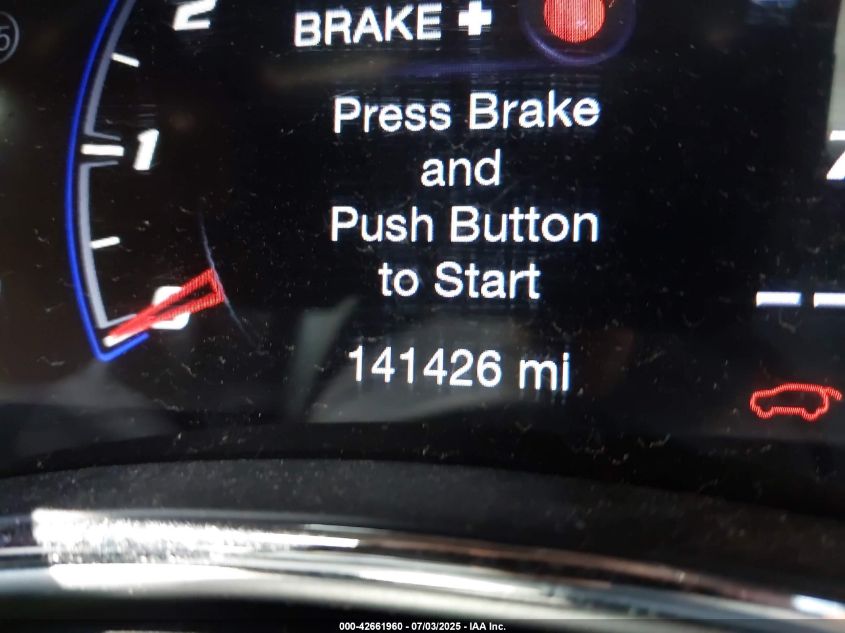 2
BRAKE +
Press Brake
1
and
Push Button
to Start
0
141426 mi
000-42661960 - 07/03/2025 - IAA Inc.